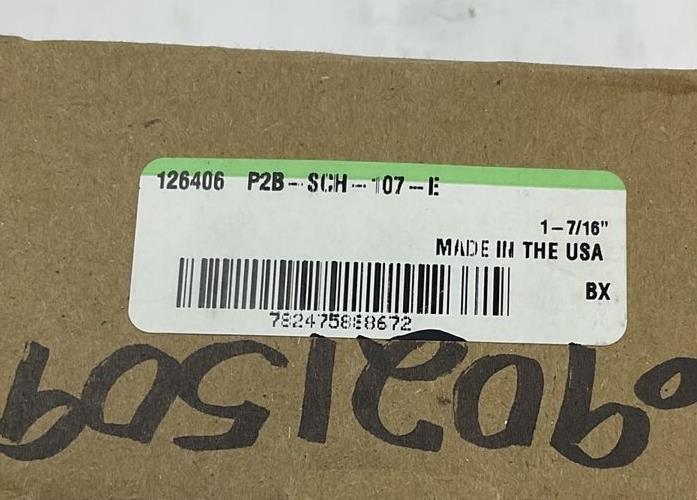 126406 P2B-SCH-107-E
1-7/16"
MADE IN THE USA
BX
782475888672